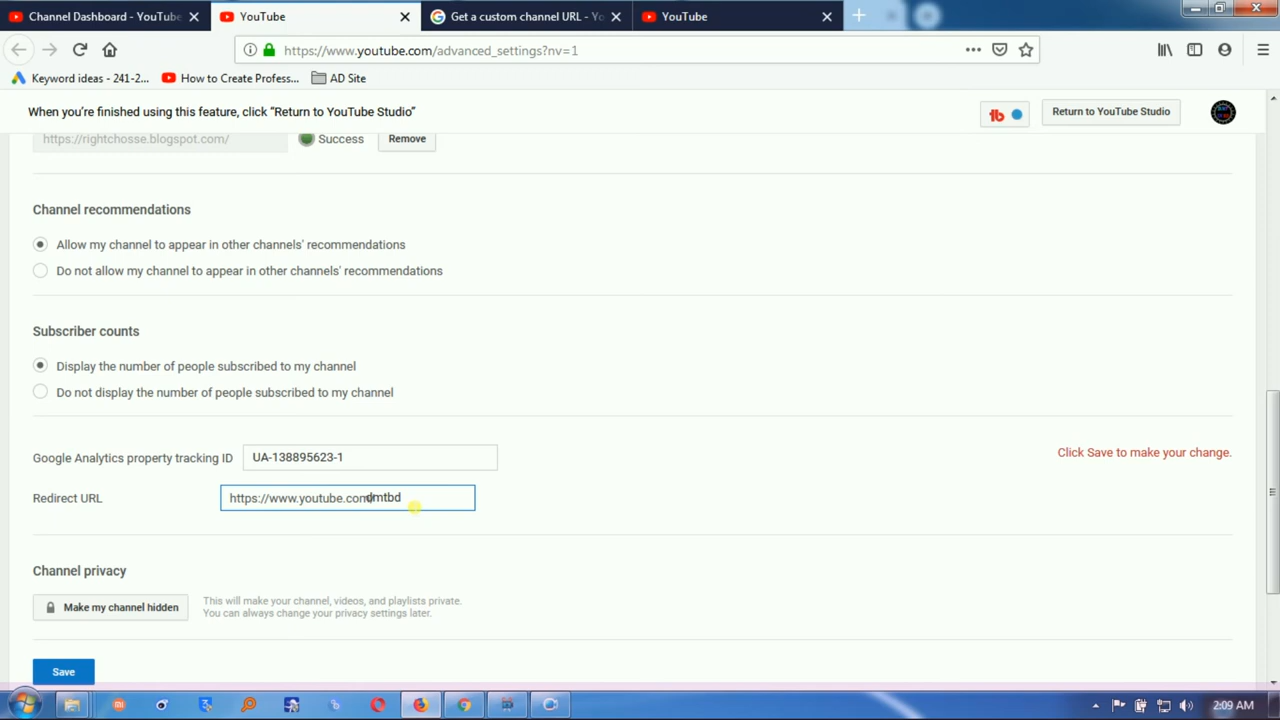 Channel Dashboard - YouTube
YouTube
Get a custom channel URL - Yo
YouTube
https://www.youtube.com/advanced_settings?nv=1
Keyword ideas - 241-2...
How to Create Profess...
AD Site
When you're finished using this feature, click "Return to YouTube Studio"
tb
Return to YouTube Studio
https://rightchosse.blogspot.com/
Success
Remove
Channel recommendations
Allow my channel to appear in other channels' recommendations
Do not allow my channel to appear in other channels' recommendations
Subscriber counts
Display the number of people subscribed to my channel
Do not display the number of people subscribed to my channel
Google Analytics property tracking ID
UA-138895623-1
Click Save to make your change.
Redirect URL
https://www.youtube.com/dmtbd
Channel privacy
Make my channel hidden
This will make your channel, videos, and playlists private.
You can always change your privacy settings later.
Save
2:09 AM